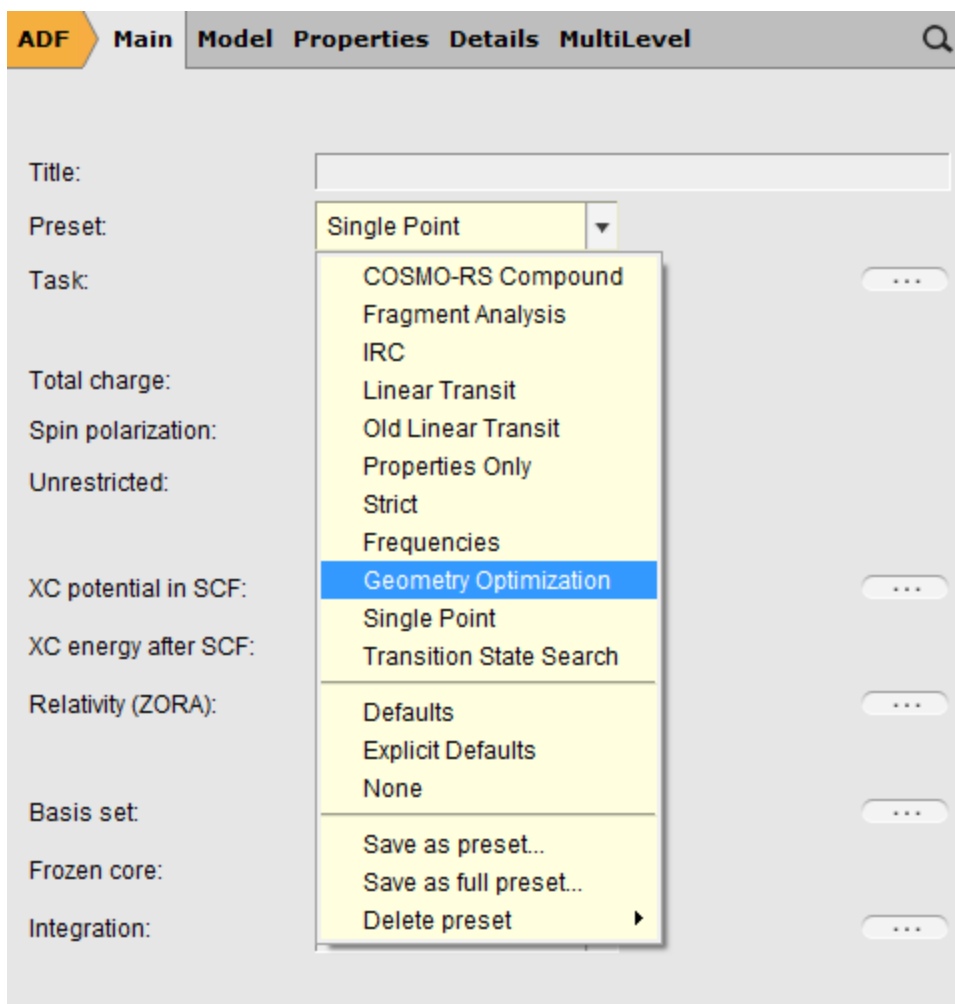 ADF Main Model Properties Details MultiLevel
Title:
Preset: Single Point
Task: ...
COSMO-RS Compound
Fragment Analysis
IRC
Linear Transit
Old Linear Transit
Properties Only
Strict
Frequencies
Geometry Optimization
Single Point
Transition State Search
Defaults
Explicit Defaults
None
Save as preset...
Save as full preset...
Delete preset
Total charge:
Spin polarization:
Unrestricted:
XC potential in SCF: ...
XC energy after SCF:
Relativity (ZORA): ...
Basis set: ...
Frozen core:
Integration: ...